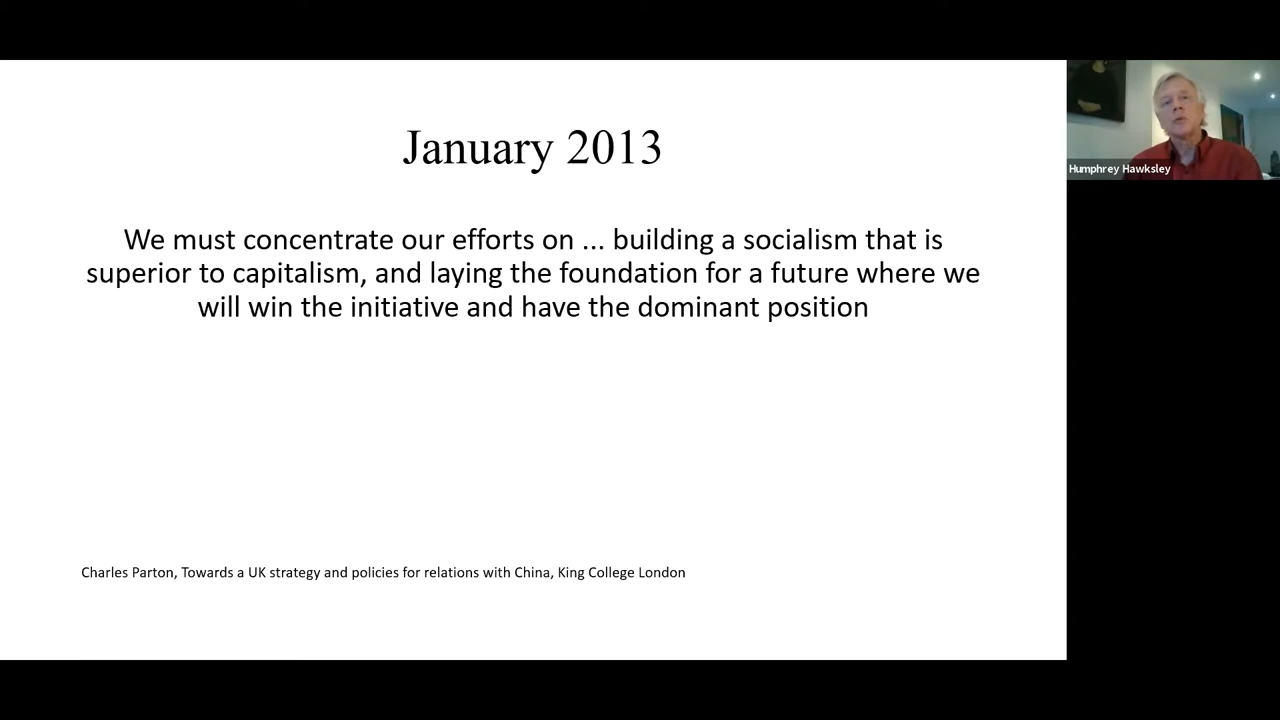 January 2013
We must concentrate our efforts on ... building a socialism that is
superior to capitalism, and laying the foundation for a future where we
will win the initiative and have the dominant position
Charles Parton, Towards a UK strategy and policies for relations with China, King College London
Humphrey Hawksley